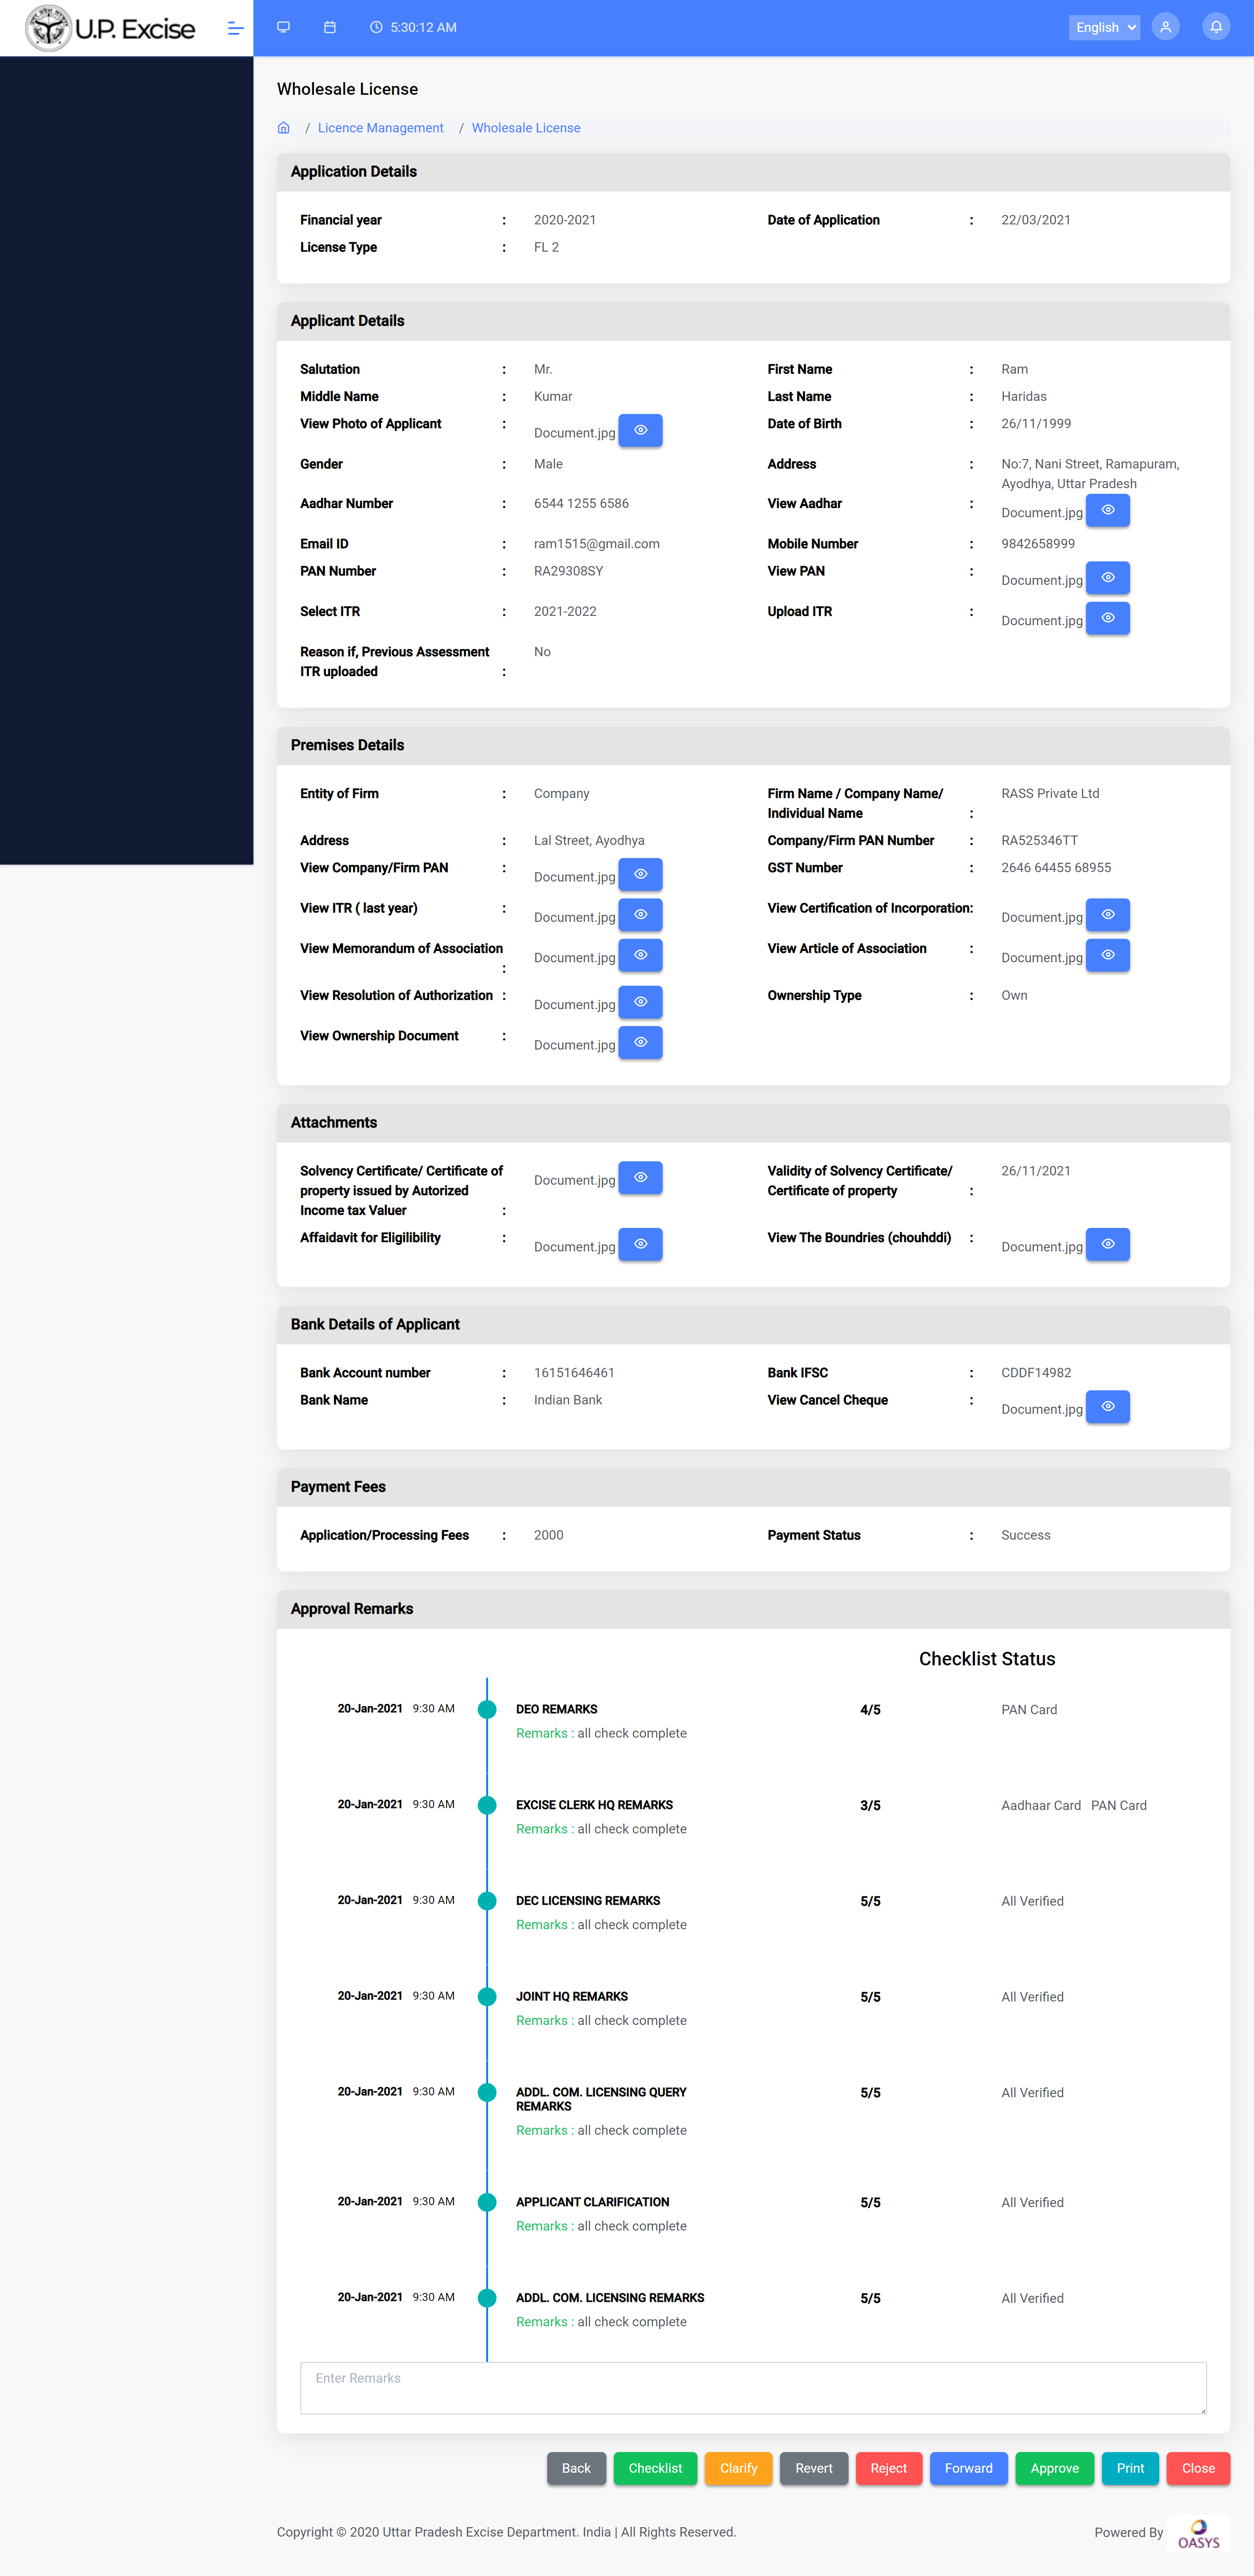 U.P. Excise
5:30:12 AM
English
Wholesale License
/ Licence Management / Wholesale License
Application Details
Financial year : 2020-2021 Date of Application : 22/03/2021
License Type : FL 2
Applicant Details
Salutation : Mr. First Name : Ram
Middle Name : Kumar Last Name : Haridas
View Photo of Applicant : Document.jpg Date of Birth : 26/11/1999
Gender : Male Address : No:7, Nani Street, Ramapuram,
Ayodhya, Uttar Pradesh
Aadhar Number : 6544 1255 6586 View Aadhar : Document.jpg
Email ID : ram1515@gmail.com Mobile Number : 9842658999
PAN Number : RA29308SY View PAN : Document.jpg
Select ITR : 2021-2022 Upload ITR : Document.jpg
Reason if, Previous Assessment No
ITR uploaded :
Premises Details
Entity of Firm : Company Firm Name / Company Name/ RASS Private Ltd
Individual Name :
Address : Lal Street, Ayodhya Company/Firm PAN Number : RA525346TT
View Company/Firm PAN : Document.jpg GST Number : 2646 64455 68955
View ITR ( last year) : Document.jpg View Certification of Incorporation: Document.jpg
View Memorandum of Association Document.jpg View Article of Association : Document.jpg
:
View Resolution of Authorization : Document.jpg Ownership Type : Own
View Ownership Document : Document.jpg
Attachments
Solvency Certificate/ Certificate of Document.jpg Validity of Solvency Certificate/ 26/11/2021
property issued by Autorized Certificate of property :
Income tax Valuer :
Affaidavit for Eligilibility : Document.jpg View The Boundries (chouhddi) : Document.jpg
Bank Details of Applicant
Bank Account number : 16151646461 Bank IFSC : CDDF14982
Bank Name : Indian Bank View Cancel Cheque : Document.jpg
Payment Fees
Application/Processing Fees : 2000 Payment Status : Success
Approval Remarks
Checklist Status
20-Jan-2021 9:30 AM DEO REMARKS 4/5 PAN Card
Remarks : all check complete
20-Jan-2021 9:30 AM EXCISE CLERK HQ REMARKS 3/5 Aadhaar Card PAN Card
Remarks : all check complete
20-Jan-2021 9:30 AM DEC LICENSING REMARKS 5/5 All Verified
Remarks : all check complete
20-Jan-2021 9:30 AM JOINT HQ REMARKS 5/5 All Verified
Remarks : all check complete
20-Jan-2021 9:30 AM ADDL. COM. LICENSING QUERY 5/5 All Verified
REMARKS
Remarks : all check complete
20-Jan-2021 9:30 AM APPLICANT CLARIFICATION 5/5 All Verified
Remarks : all check complete
20-Jan-2021 9:30 AM ADDL. COM. LICENSING REMARKS 5/5 All Verified
Remarks : all check complete
Enter Remarks
Back Checklist Clarify Revert Reject Forward Approve Print Close
Copyright © 2020 Uttar Pradesh Excise Department. India | All Rights Reserved. Powered By OASYS